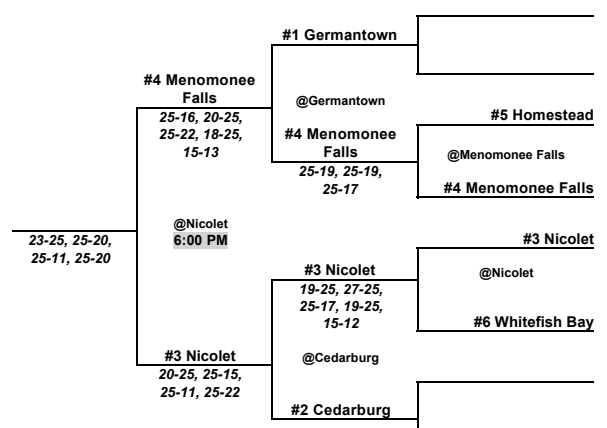 #1 Germantown
#4 Menomonee
Falls
@Germantown
25-16, 20-25,
25-22, 18-25,
15-13
#5 Homestead
#4 Menomonee
Falls
@Menomonee Falls
25-19, 25-19,
25-17
#4 Menomonee Falls
@Nicolet
6:00 PM
23-25, 25-20,
25-11, 25-20
#3 Nicolet
#3 Nicolet
@Nicolet
19-25, 27-25,
25-17, 19-25,
15-12
#6 Whitefish Bay
#3 Nicolet
@Cedarburg
20-25, 25-15,
25-11, 25-22
#2 Cedarburg